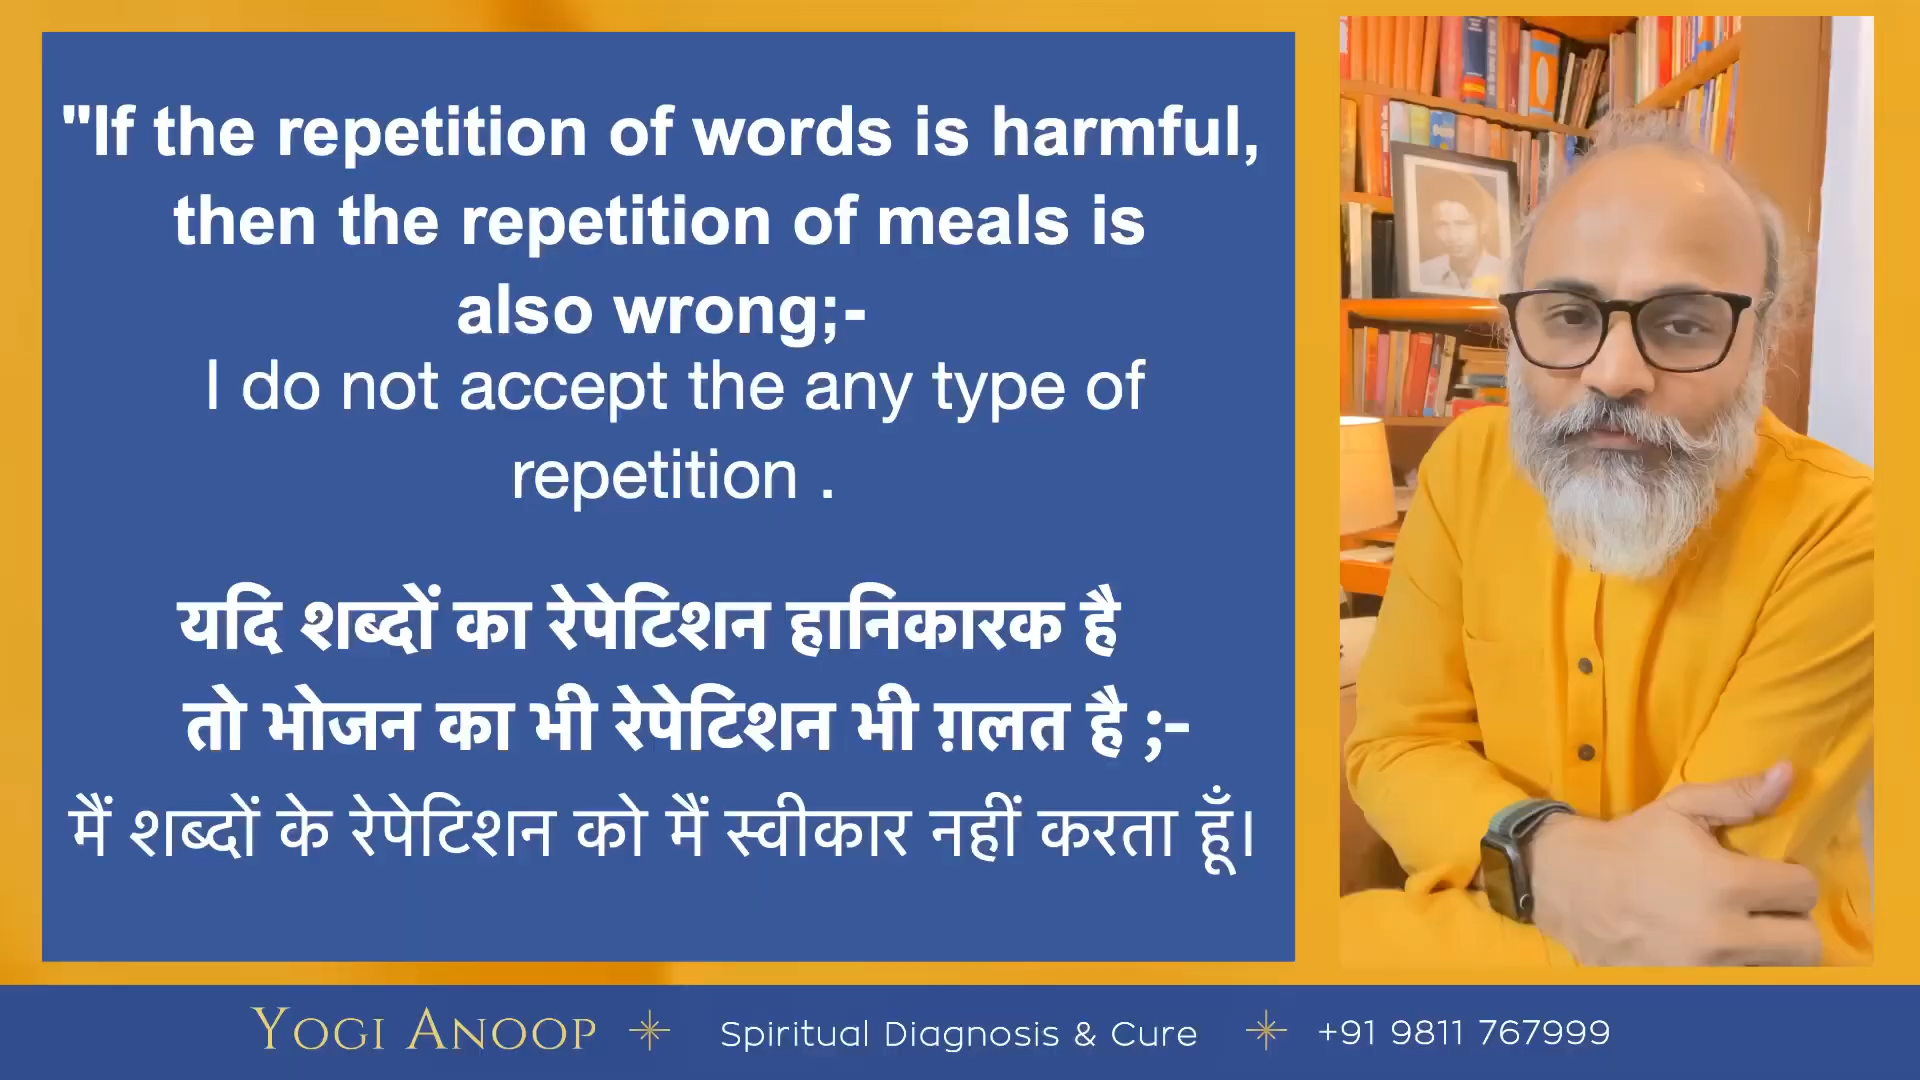 "If the repetition of words is harmful,
then the repetition of meals is
also wrong;-
I do not accept the any type of
repetition .
यदि शब्दों का रेपेटिशन हानिकारक है
तो भोजन का भी रेपेटिशन भी ग़लत है ;-
मैं शब्दों के रेपेटिशन को मैं स्वीकार नहीं करता हूँ।
YOGI ANOOP Spiritual Diagnosis & Cure +91 9811 767999